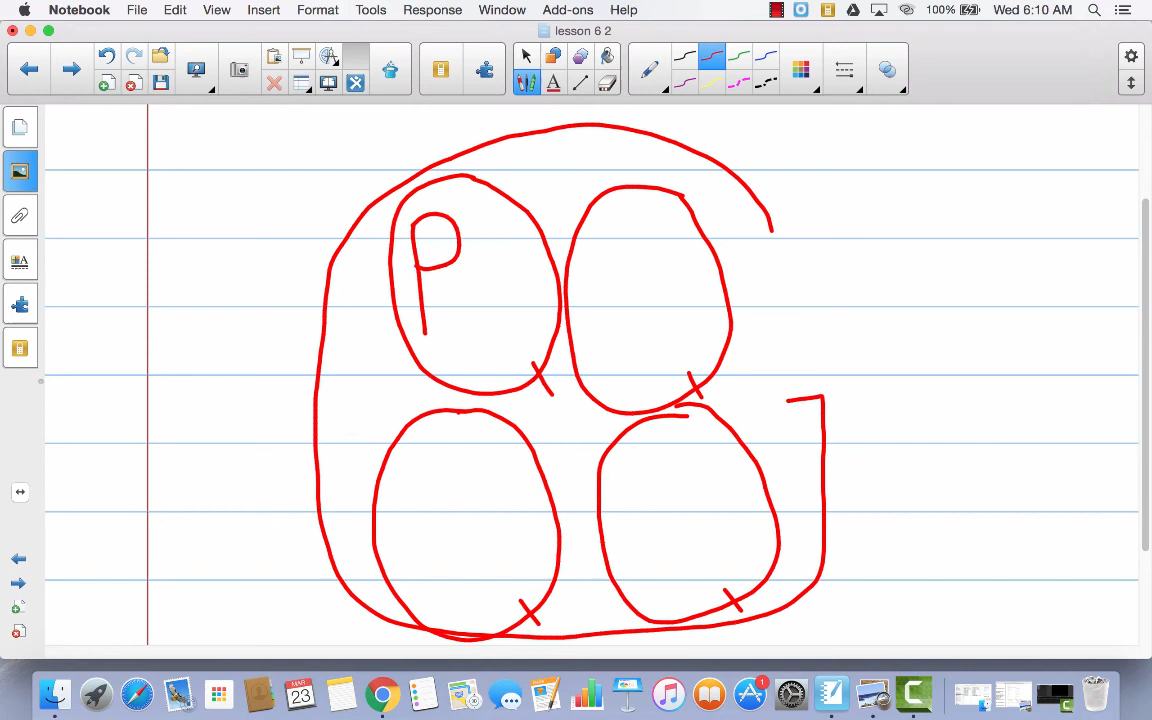 Notebook File Edit View Insert Format Tools Response Window Add-ons Help 100% Wed 6:10 AM
lesson 6 2
A
A
P
MAR
23
1